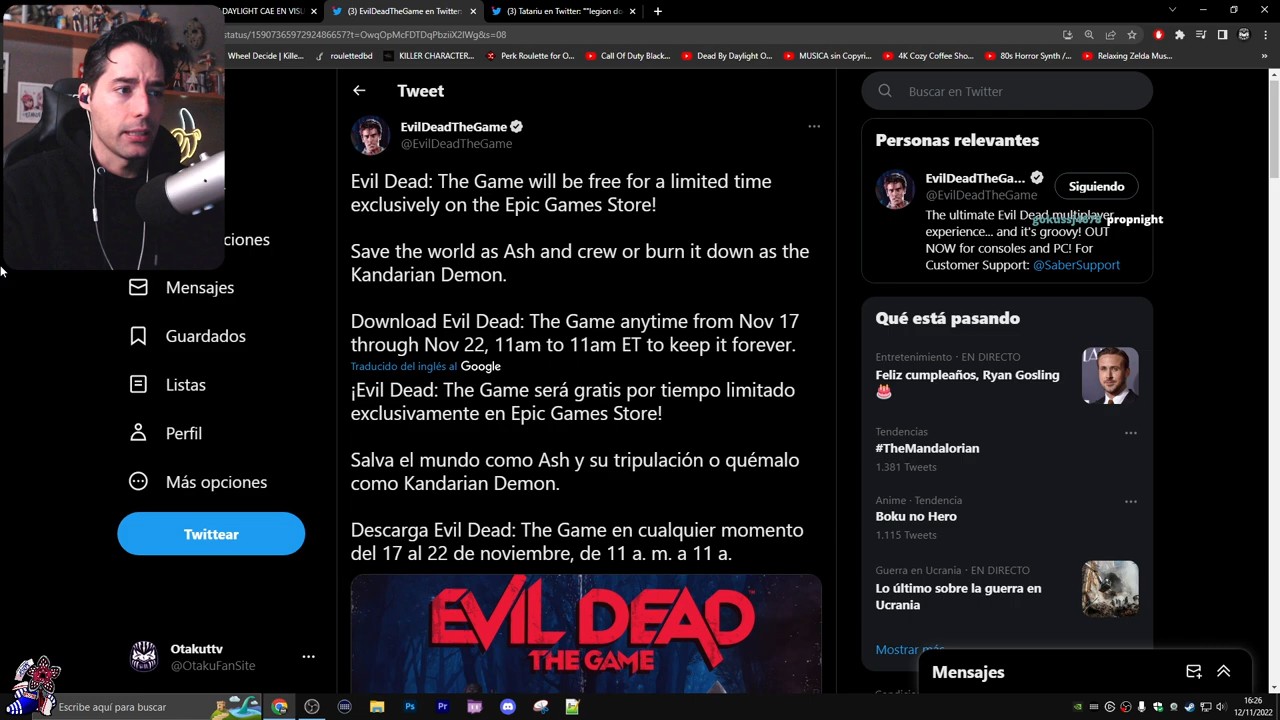 DAYLIGHT CAE EN VISU
(3) EvilDeadTheGame en Twitter:
(3) Tatariu en Twitter: ""legion do
status/1590736597292486657?t=OwqOpMcFDTDqPbziiX2IWg&s=08
Wheel Decide | Kille...
roulettedbd
KILLER CHARACTER...
Perk Roulette for O...
Call Of Duty Black...
Dead By Daylight O...
MUSICA sin Copyri...
4K Cozy Coffee Sho...
80s Horror Synth /...
Relaxing Zelda Mus...
»
ciones
Mensajes
Guardados
Listas
Perfil
Más opciones
Twittear
Otakuttv
@OtakuFanSite
Tweet
EvilDeadTheGame
@EvilDeadTheGame
Evil Dead: The Game will be free for a limited time
exclusively on the Epic Games Store!
Save the world as Ash and crew or burn it down as the
Kandarian Demon.
Download Evil Dead: The Game anytime from Nov 17
through Nov 22, 11am to 11am ET to keep it forever.
Traducido del inglés al Google
¡Evil Dead: The Game será gratis por tiempo limitado
exclusivamente en Epic Games Store!
Salva el mundo como Ash y su tripulación o quémalo
como Kandarian Demon.
Descarga Evil Dead: The Game en cualquier momento
del 17 al 22 de noviembre, de 11 a. m. a 11 a.
EVIL DEAD
THE GAME
Buscar en Twitter
Personas relevantes
EvilDeadTheGa...
@EvilDeadTheGame
Siguiendo
The ultimate Evil Dead multiplayer
propnight
experience... and it's groovy! OUT
NOW for consoles and PC! For
Customer Support: @SaberSupport
Qué está pasando
Entretenimiento · EN DIRECTO
Feliz cumpleaños, Ryan Gosling
Tendencias
#TheMandalorian
1.381 Tweets
Anime · Tendencia
Boku no Hero
1.115 Tweets
Guerra en Ucrania · EN DIRECTO
Lo último sobre la guerra en
Ucrania
Mostrar más
Mensajes
Escribe aquí para buscar
16:26
12/11/2022